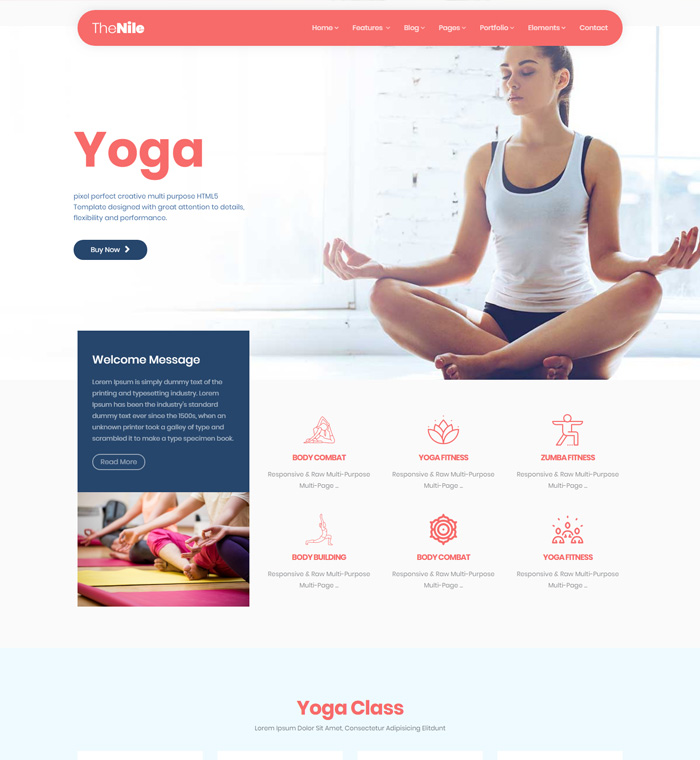 TheNile
Home Features Blog Pages Portfolio Elements Contact
Yoga
pixel perfect creative multi purpose HTML5
Template designed with great attention to details,
flexibility and performance.
Buy Now
Welcome Message
Lorem Ipsum is simply dummy text of the
printing and typesetting industry. Lorem
Ipsum has been the industry's standard
dummy text ever since the 1500s, when an
unknown printer took a galley of type and
scrambled it to make a type specimen book.
Read More
BODY COMBAT
Responsive & Raw Multi-Purpose
Multi-Page ...
YOGA FITNESS
Responsive & Raw Multi-Purpose
Multi-Page ...
ZUMBA FITNESS
Responsive & Raw Multi-Purpose
Multi-Page ...
BODY BUILDING
Responsive & Raw Multi-Purpose
Multi-Page ...
BODY COMBAT
Responsive & Raw Multi-Purpose
Multi-Page ...
YOGA FITNESS
Responsive & Raw Multi-Purpose
Multi-Page ...
Yoga Class
Lorem Ipsum Dolor Sit Amet, Consectetur Adipisicing Elitdunt